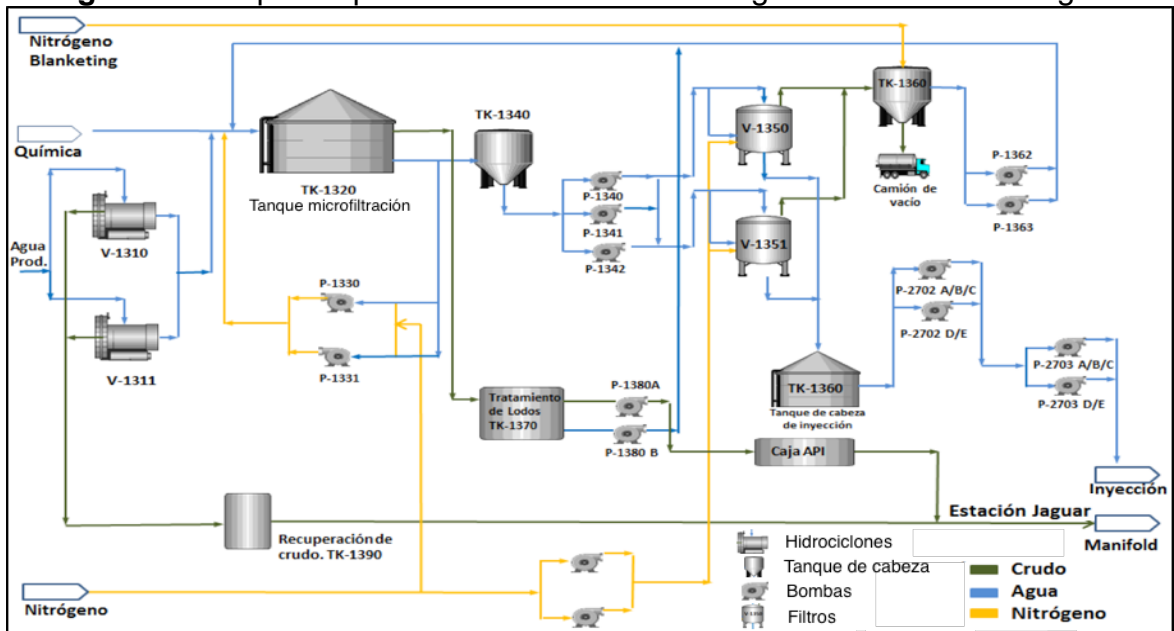 Nitrógeno
Blanketing
TK-1360
TK-1340
V-1350
Química
P-1362
TK-1320
Tanque microfiltración
P-1340
Camión de
vacío
P-1341
P-1363
V-1310
V-1351
Agua
Prod.
P-1342
P-1330
P-2702 A/B/C
P-2702 D/E
V-1311
P-1331
P-2703 A/B/C
TK-1360
P-2703 D/E
P-1380A
Tratamiento
de Lodos
TK-1370
Tanque de cabeza
de inyección
P-1380 B
Caja API
Inyección
Estación Jaguar
Recuperación de
crudo. TK-1390
Manifold
Hidrociclones
Tanque de cabeza
Crudo
Bombas
Agua
Nitrógeno
Filtros
Nitrógeno